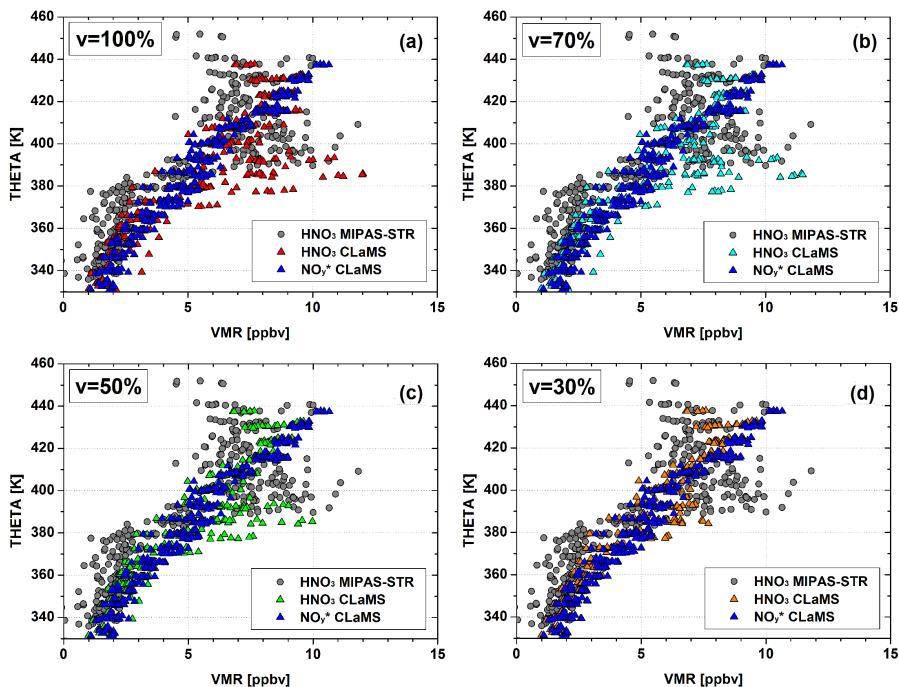 v=100%
(a)
460
440
420
400
380
360
340
THETA [K]
HNO₃ MIPAS-STR
HNO₃ CLaMS
NOy* CLaMS
0 5 10 15
VMR [ppbv]
v=70%
(b)
460
440
420
400
380
360
340
THETA [K]
HNO₃ MIPAS-STR
HNO₃ CLaMS
NOy* CLaMS
0 5 10 15
VMR [ppbv]
v=50%
(c)
460
440
420
400
380
360
340
THETA [K]
HNO₃ MIPAS-STR
HNO₃ CLaMS
NOy* CLaMS
0 5 10 15
VMR [ppbv]
v=30%
(d)
460
440
420
400
380
360
340
THETA [K]
HNO₃ MIPAS-STR
HNO₃ CLaMS
NOy* CLaMS
0 5 10 15
VMR [ppbv]